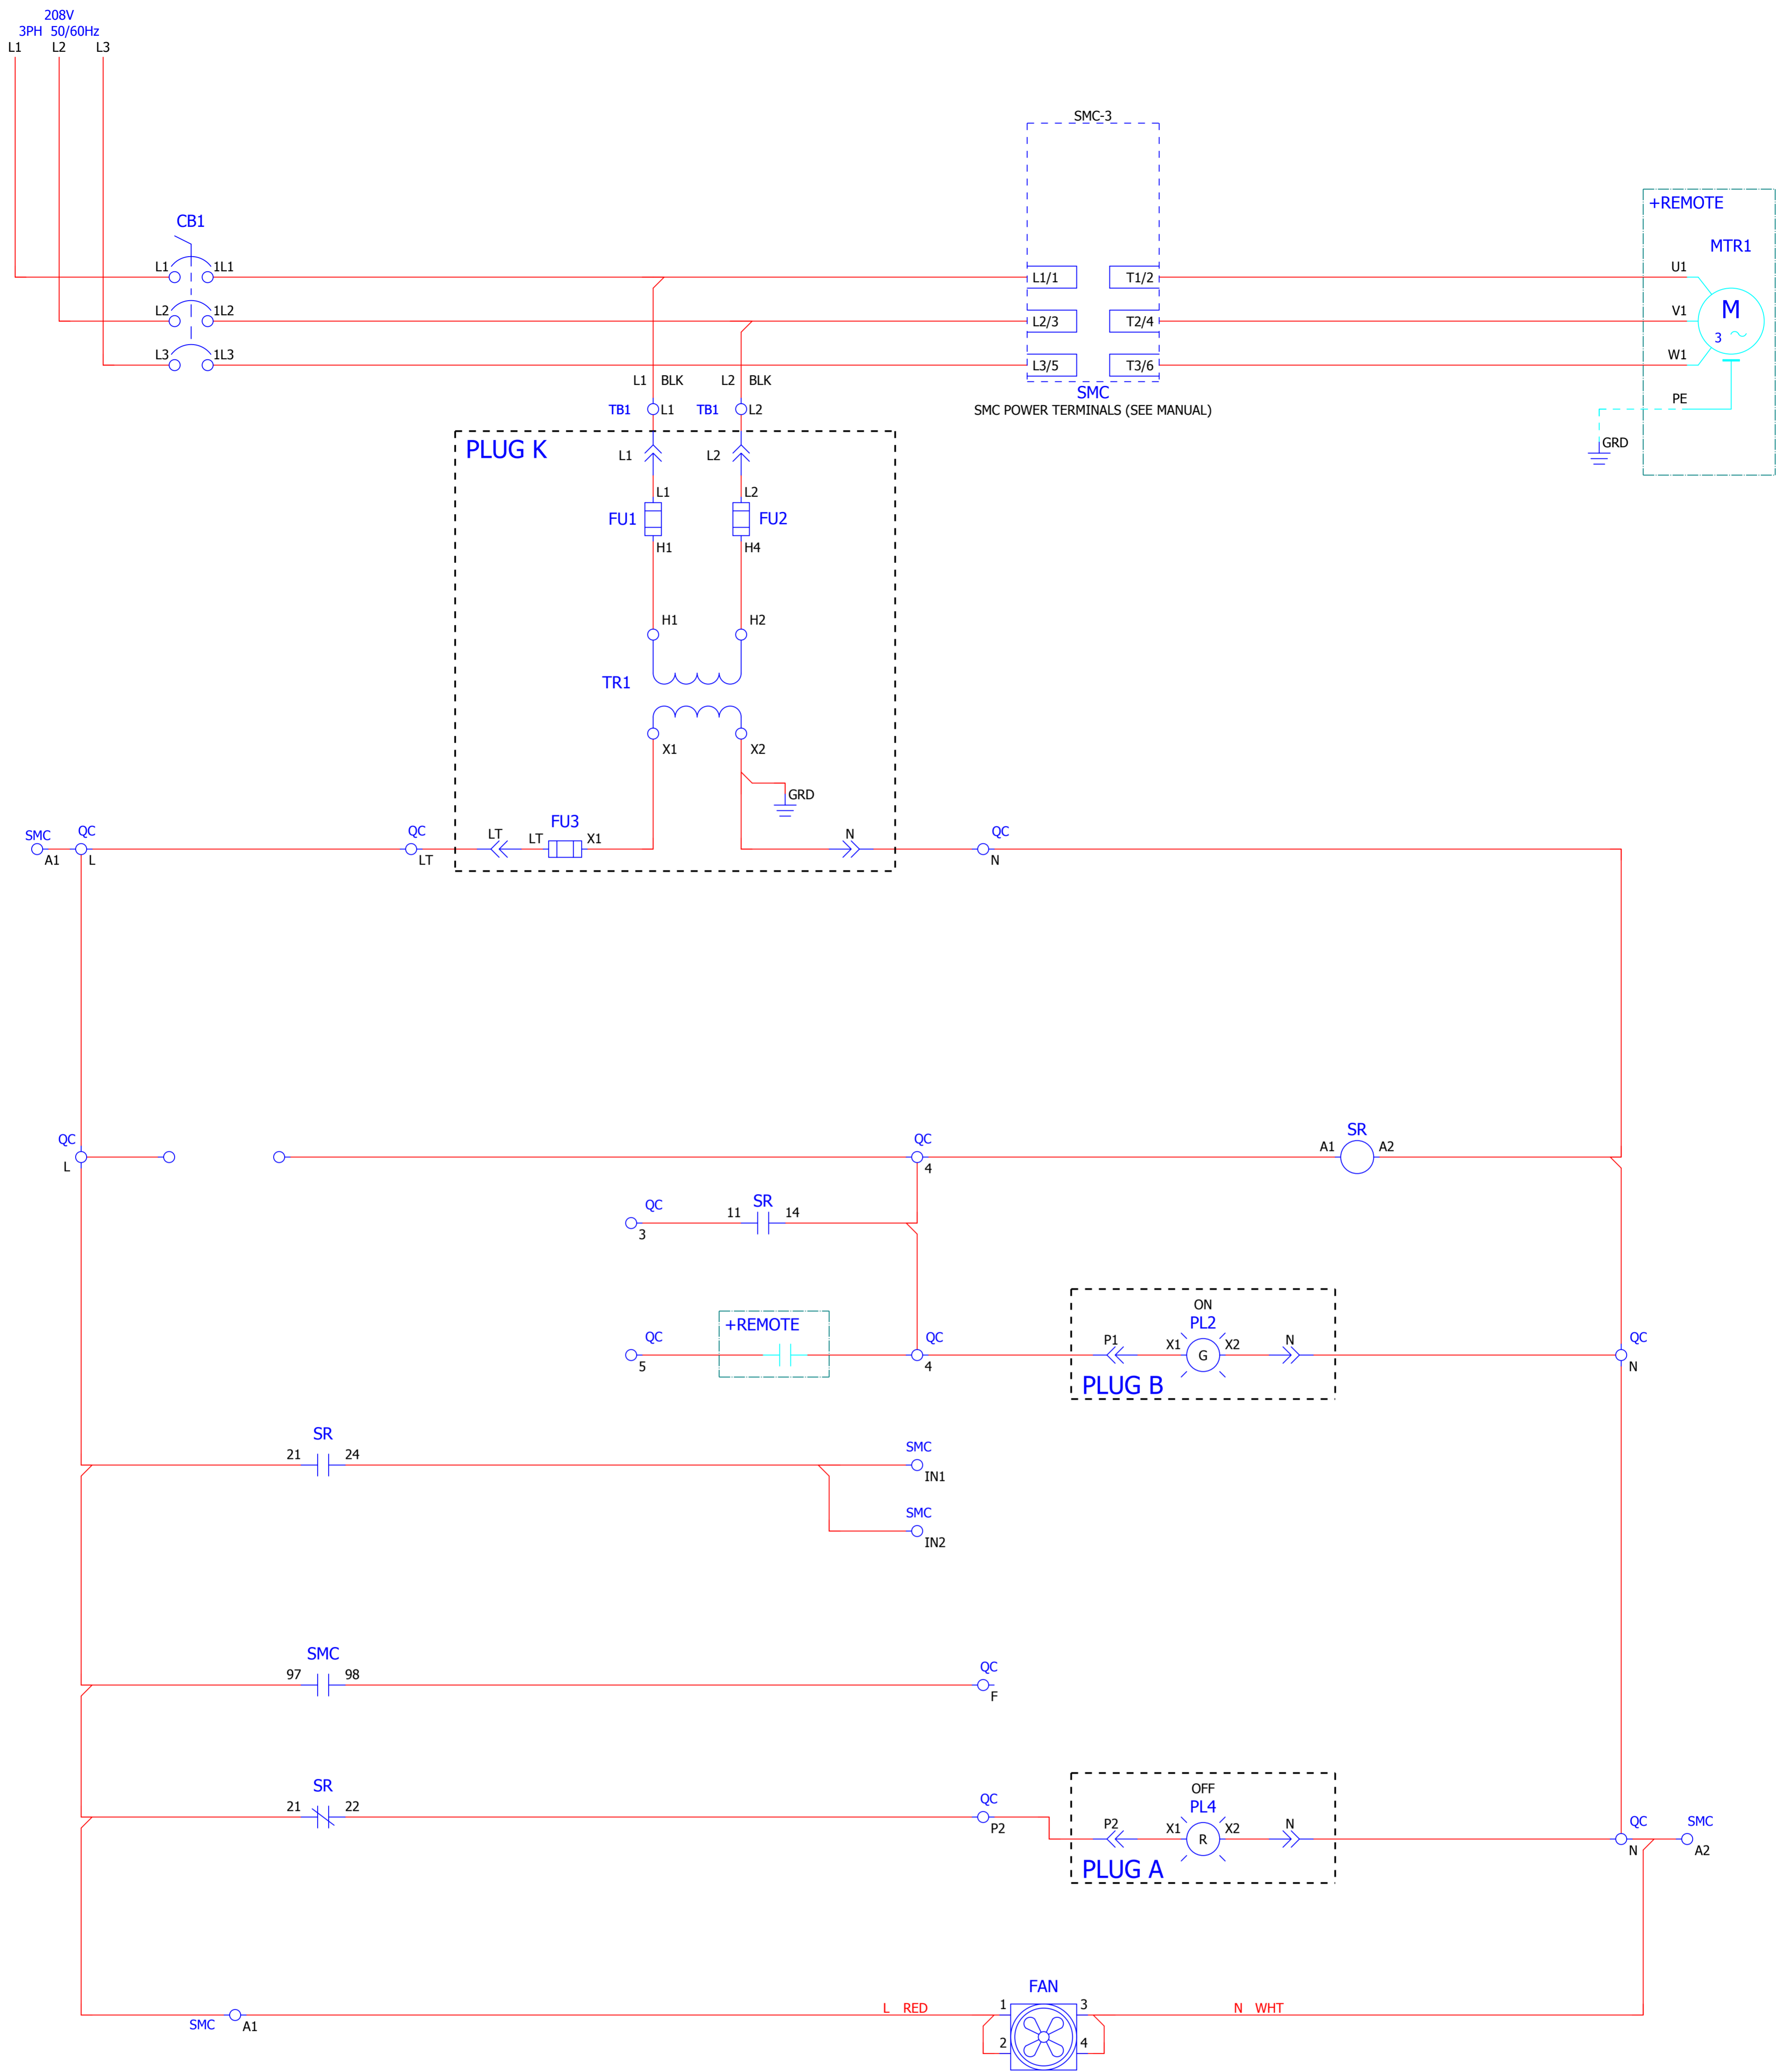 208V
3PH 50/60Hz
L1 L2 L3
SMC-3
+REMOTE
CB1
MTR1
L1 1L1 L1/1 T1/2 U1
M
3
L2 1L2 L2/3 T2/4 V1
L3 1L3 L3/5 T3/6 W1
L1 BLK L2 BLK
SMC
SMC POWER TERMINALS (SEE MANUAL)
PE
TB1 L1 TB1 L2
GRD
PLUG K
L1 L2
L1 L2
FU1 FU2
H1 H4
H1 H2
TR1
X1 X2
GRD
FU3
SMC QC QC LT LT X1 N QC
A1 L LT N
QC QC SR
L 4 A1 A2
QC 11 SR 14
3
ON
+REMOTE PL2
QC QC P1 X1 G X2 N QC
5 4 N
PLUG B
SR
21 24 SMC
IN1
SMC
IN2
SMC
97 98 QC
F
SR OFF
21 22 QC PL4
P2 P2 X1 R X2 N QC SMC
N A2
PLUG A
FAN
L RED 1 3 N WHT
SMC A1
2 4